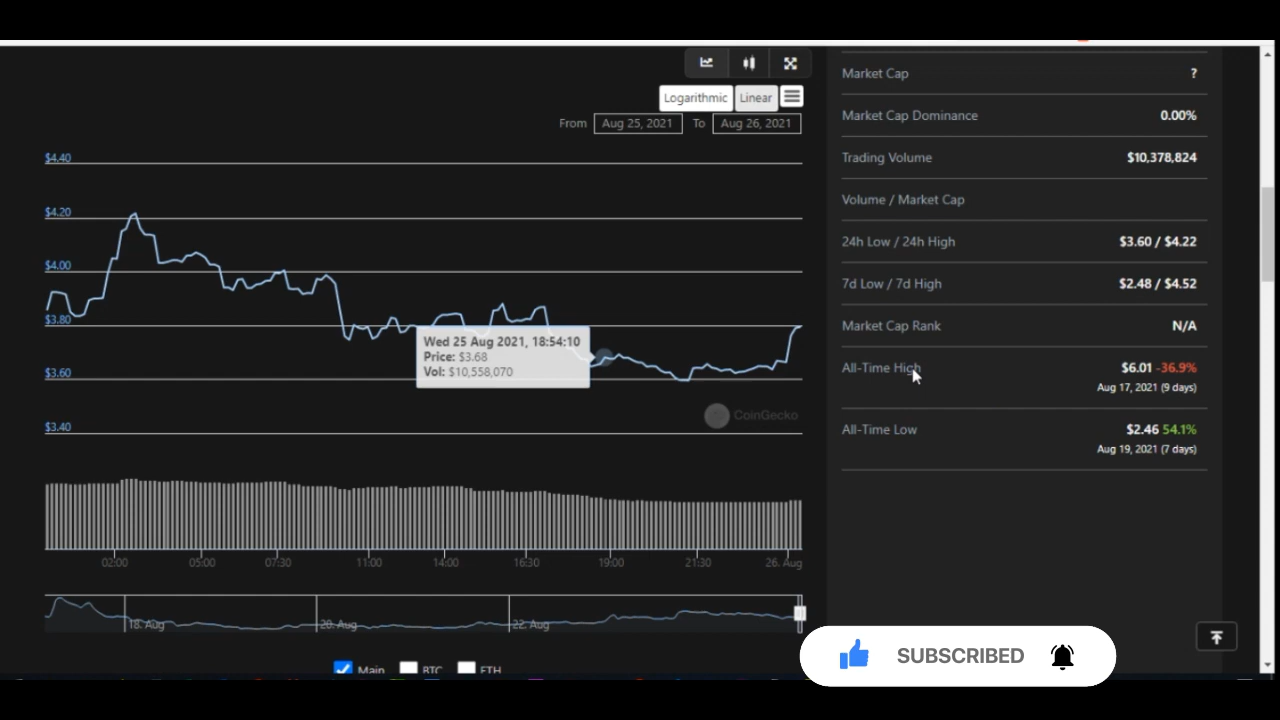 Logarithmic Linear
From Aug 25, 2021 To Aug 26, 2021
$4.40
$4.20
$4.00
$3.80
$3.60
$3.40
Wed 25 Aug 2021, 18:54:10
Price: $3.68
Vol: $10,558,070
CoinGecko
02:00 05:00 07:30 11:00 14:00 16:30 19:00 21:30 26. Aug
18. Aug 20. Aug 22. Aug
Main BTC ETH
Market Cap ?
Market Cap Dominance 0.00%
Trading Volume $10,378,824
Volume / Market Cap
24h Low / 24h High $3.60 / $4.22
7d Low / 7d High $2.48 / $4.52
Market Cap Rank N/A
All-Time High $6.01 -36.9%
Aug 17, 2021 (9 days)
All-Time Low $2.46 54.1%
Aug 19, 2021 (7 days)
SUBSCRIBED